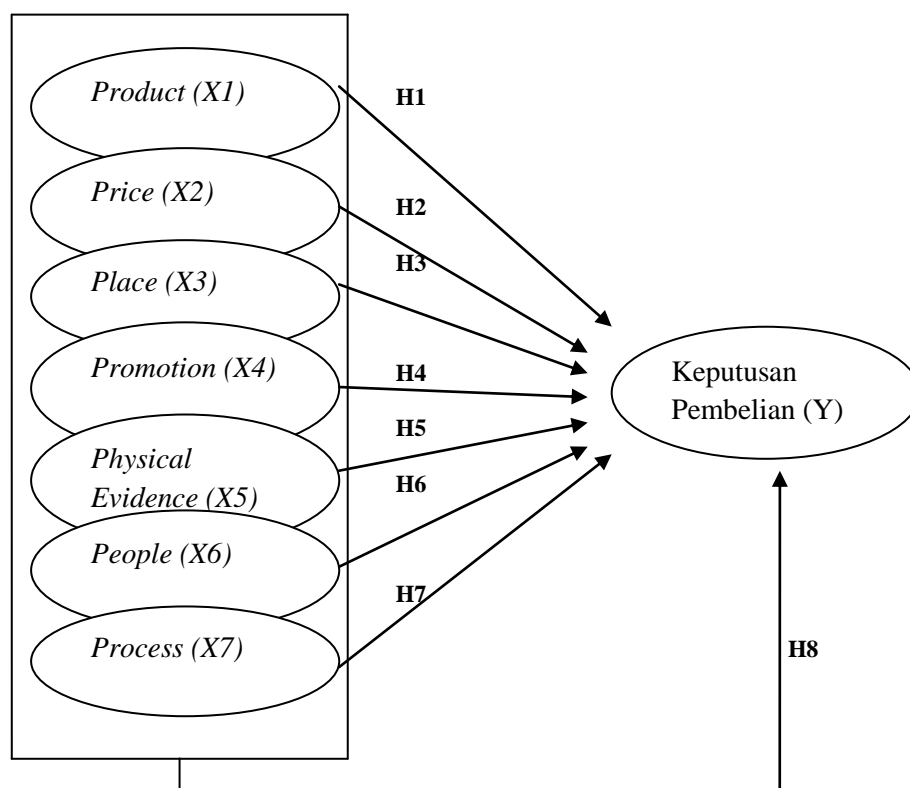 Product (X1)
H1
Price (X2)
H2
H3
Place (X3)
Promotion (X4)
H4
Keputusan
Pembelian (Y)
H5
Physical
Evidence (X5)
H6
People (X6)
H7
Process (X7)
H8